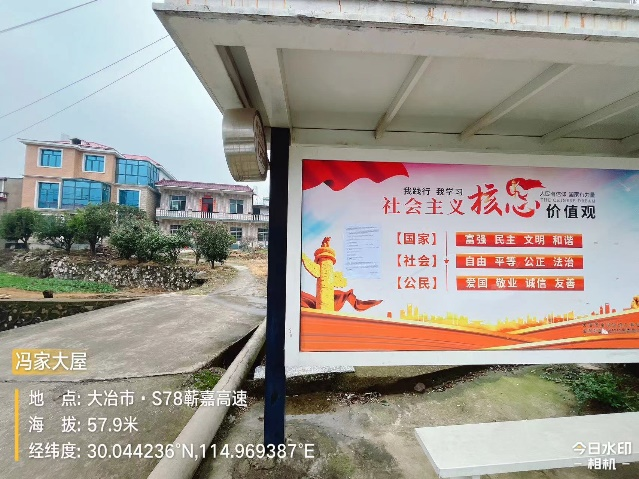 我践行 我学习
社会主义核心价值观
THE CHINESE DREAM
【国家】 富强 民主 文明 和谐
【社会】 自由 平等 公正 法治
【公民】 爱国 敬业 诚信 友善
冯家大屋
地 点: 大冶市·S78蕲嘉高速
海 拔: 57.9米
经纬度: 30.044236°N,114.969387°E
今日水印
相机